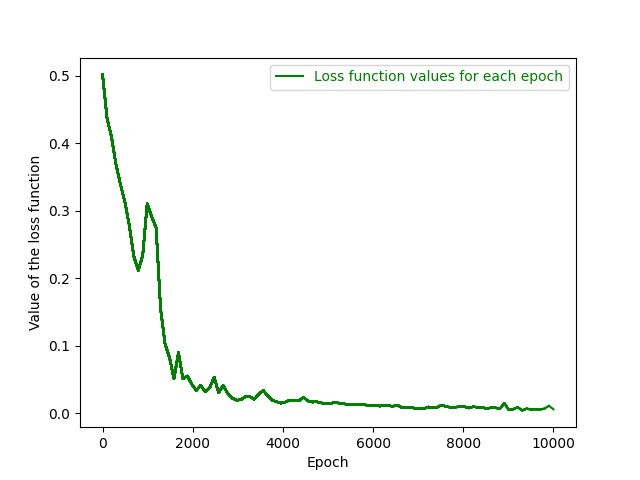 Loss function values for each epoch
0.5
0.4
0.3
0.2
0.1
0.0
Value of the loss function
0 2000 4000 6000 8000 10000
Epoch